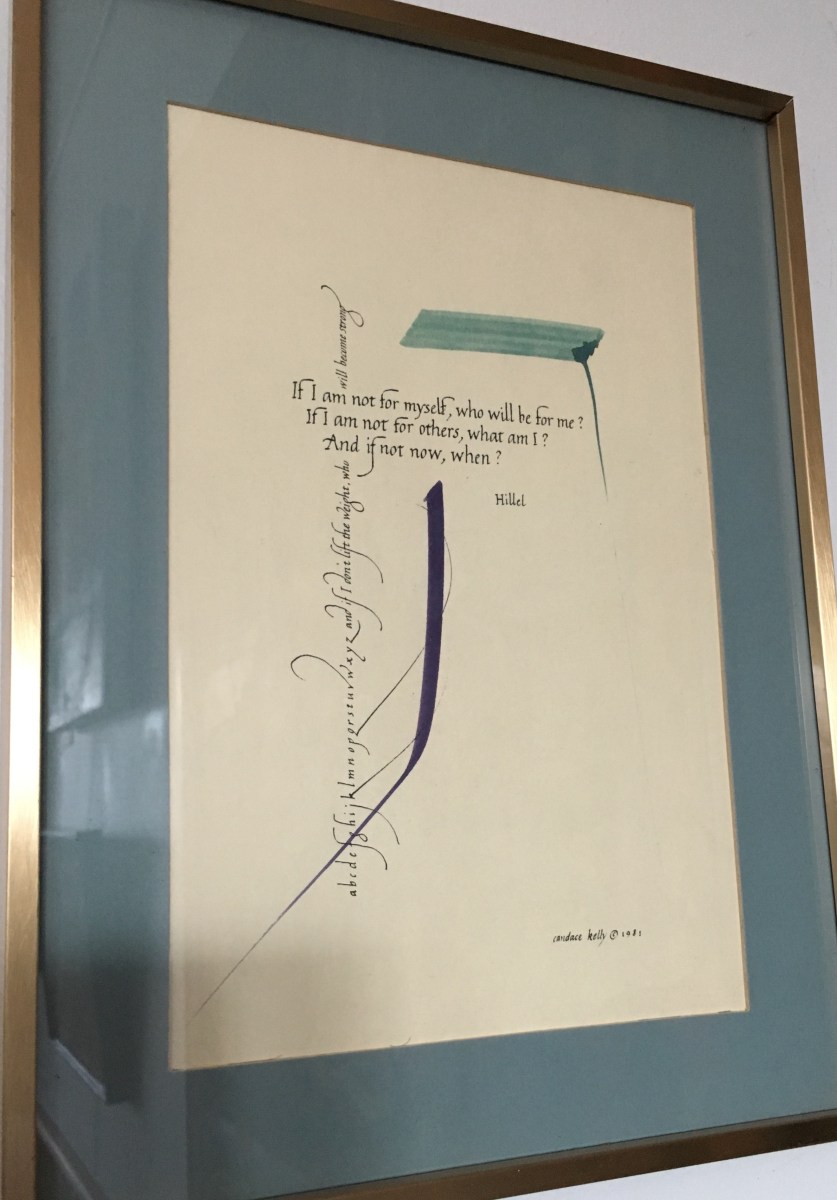 If I am not for myself, who will be for me?
If I am not for others, what am I?
And if not now, when?
Hillel
abcdefghijklmnopqrstuvwxyz and if I don't lift the weight, who will become strong
candace kelly © 1981